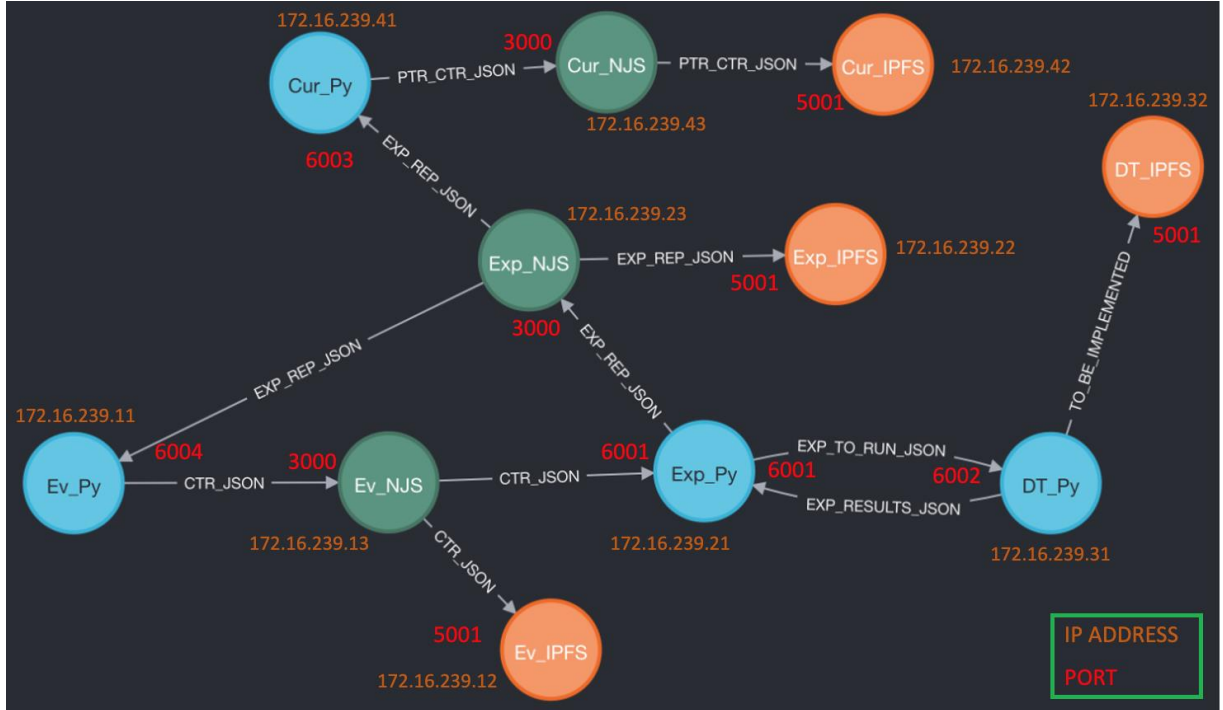 172.16.239.41
Cur_Py
PTR_CTR_JSON
3000
Cur_NJS
PTR_CTR_JSON
Cur_IPFS
172.16.239.42
5001
172.16.239.43
172.16.239.32
DT_IPFS
5001
6003
EXP_REP_JSON
172.16.239.23
Exp_NJS
EXP_REP_JSON
5001
Exp_IPFS
172.16.239.22
3000
EXP_REP_JSON
EXP_REP_JSON
TO_BE_IMPLEMENTED
172.16.239.11
6004
Ev_Py
CTR_JSON
3000
Ev_NJS
172.16.239.13
CTR_JSON
6001
Exp_Py
6001
172.16.239.21
EXP_TO_RUN_JSON
6002
EXP_RESULTS_JSON
DT_Py
172.16.239.31
CTR_JSON
5001
Ev_IPFS
172.16.239.12
IP ADDRESS
PORT